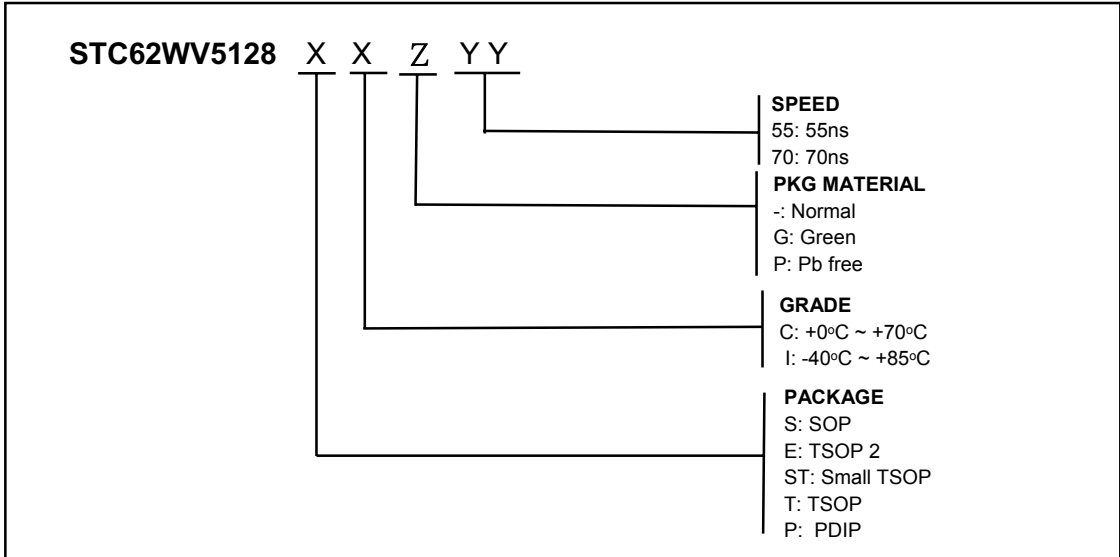 STC62WV5128 X X Z Y Y
SPEED
55: 55ns
70: 70ns
PKG MATERIAL
-: Normal
G: Green
P: Pb free
GRADE
C: +0ºC ~ +70ºC
I: -40ºC ~ +85ºC
PACKAGE
S: SOP
E: TSOP 2
ST: Small TSOP
T: TSOP
P: PDIP